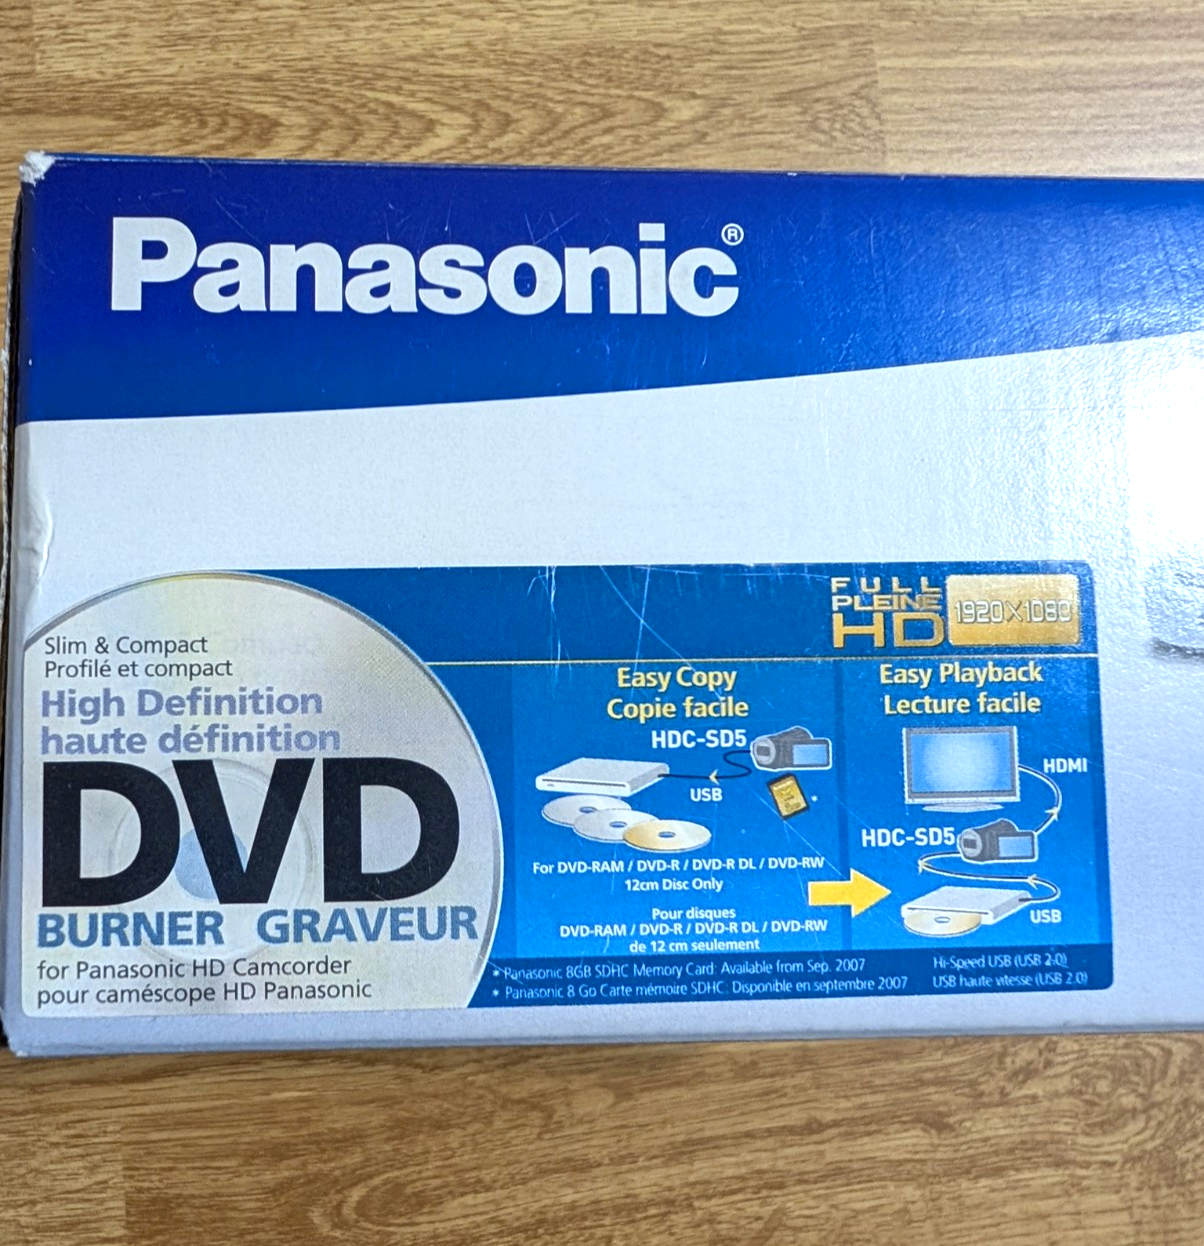 Panasonic®
Slim & Compact
Profilé et compact
High Definition
haute définition
DVD
BURNER GRAVEUR
for Panasonic HD Camcorder
pour caméscope HD Panasonic
FULL
PLEINE
HD
1920X1080
Easy Copy
Copie facile
HDC-SD5
USB
For DVD-RAM / DVD-R / DVD-R DL / DVD-RW
12cm Disc Only
Pour disques
DVD-RAM / DVD-R / DVD-R DL / DVD-RW
de 12 cm seulement
Easy Playback
Lecture facile
HDMI
HDC-SD5
USB
* Panasonic 8GB SDHC Memory Card: Available from Sep. 2007
* Panasonic 8 Go Carte mémoire SDHC: Disponible en septembre 2007
Hi-Speed USB (USB 2.0)
USB haute vitesse (USB 2.0)